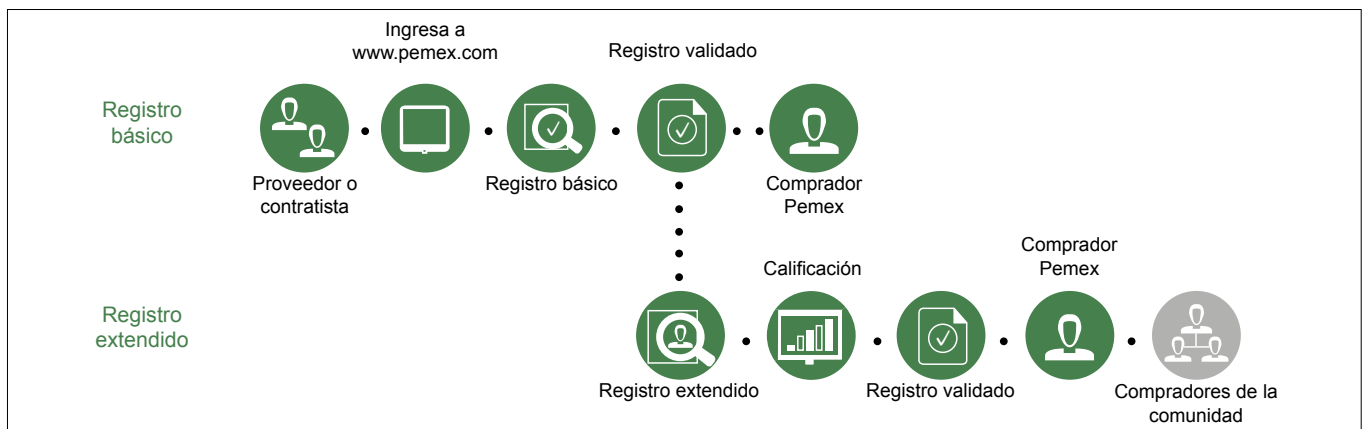 Ingresa a
www.pemex.com
Registro validado
Registro
básico
Proveedor o
contratista
Registro básico
Comprador
Pemex
Comprador
Pemex
Calificación
Registro
extendido
Registro extendido
Registro validado
Compradores de la
comunidad